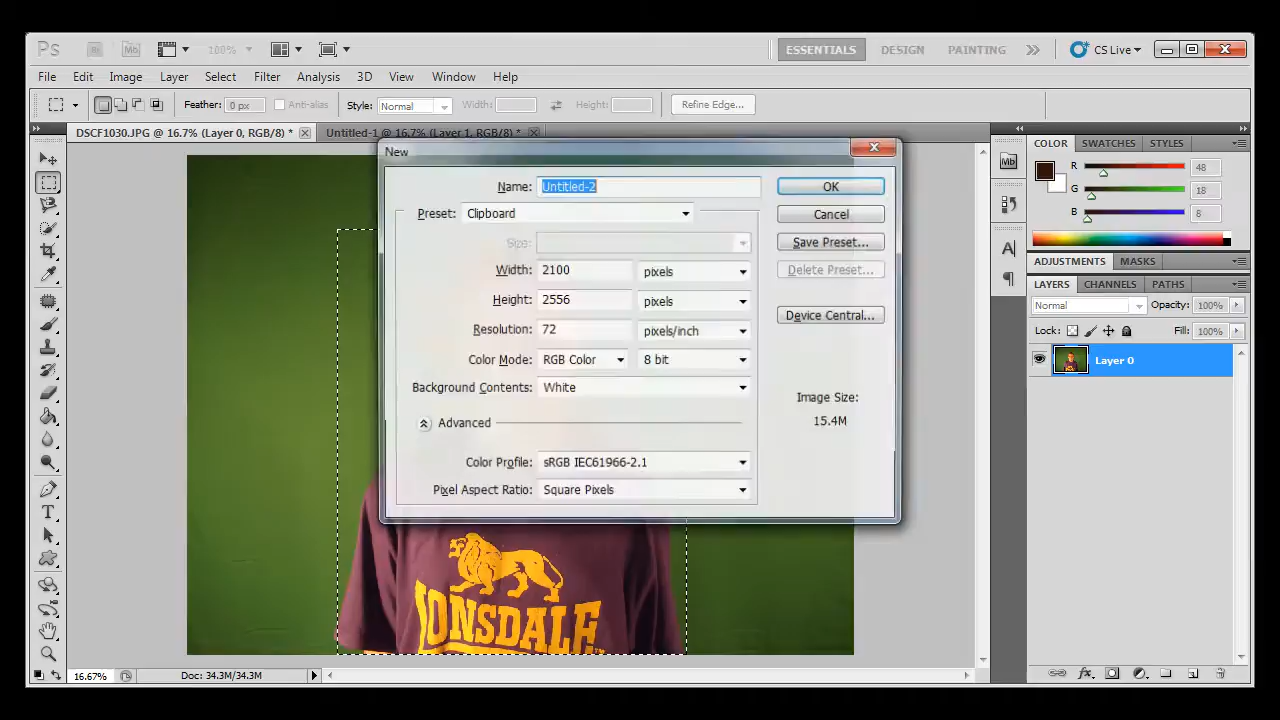 Ps Br Mb 100% ESSENTIALS DESIGN PAINTING CS Live
File Edit Image Layer Select Filter Analysis 3D View Window Help
Feather: 0 px Anti-alias Style: Normal Width: Height: Refine Edge...
DSCF1030.JPG @ 16.7% (Layer 0, RGB/8) * Untitled-1 @ 16.7% (Layer 1, RGB/8) *
COLOR SWATCHES STYLES
R 48
G 18
B 8
ADJUSTMENTS MASKS
LAYERS CHANNELS PATHS
Normal Opacity: 100%
Lock: Fill: 100%
Layer 0
New
Name: Untitled-2 OK
Preset: Clipboard Cancel
Size: Save Preset...
Width: 2100 pixels Delete Preset...
Height: 2556 pixels
Resolution: 72 pixels/inch Device Central...
Color Mode: RGB Color 8 bit
Background Contents: White
Image Size:
15.4M
Advanced
Color Profile: sRGB IEC61966-2.1
Pixel Aspect Ratio: Square Pixels
LONSDALE
16.67% Doc: 34.3M/34.3M